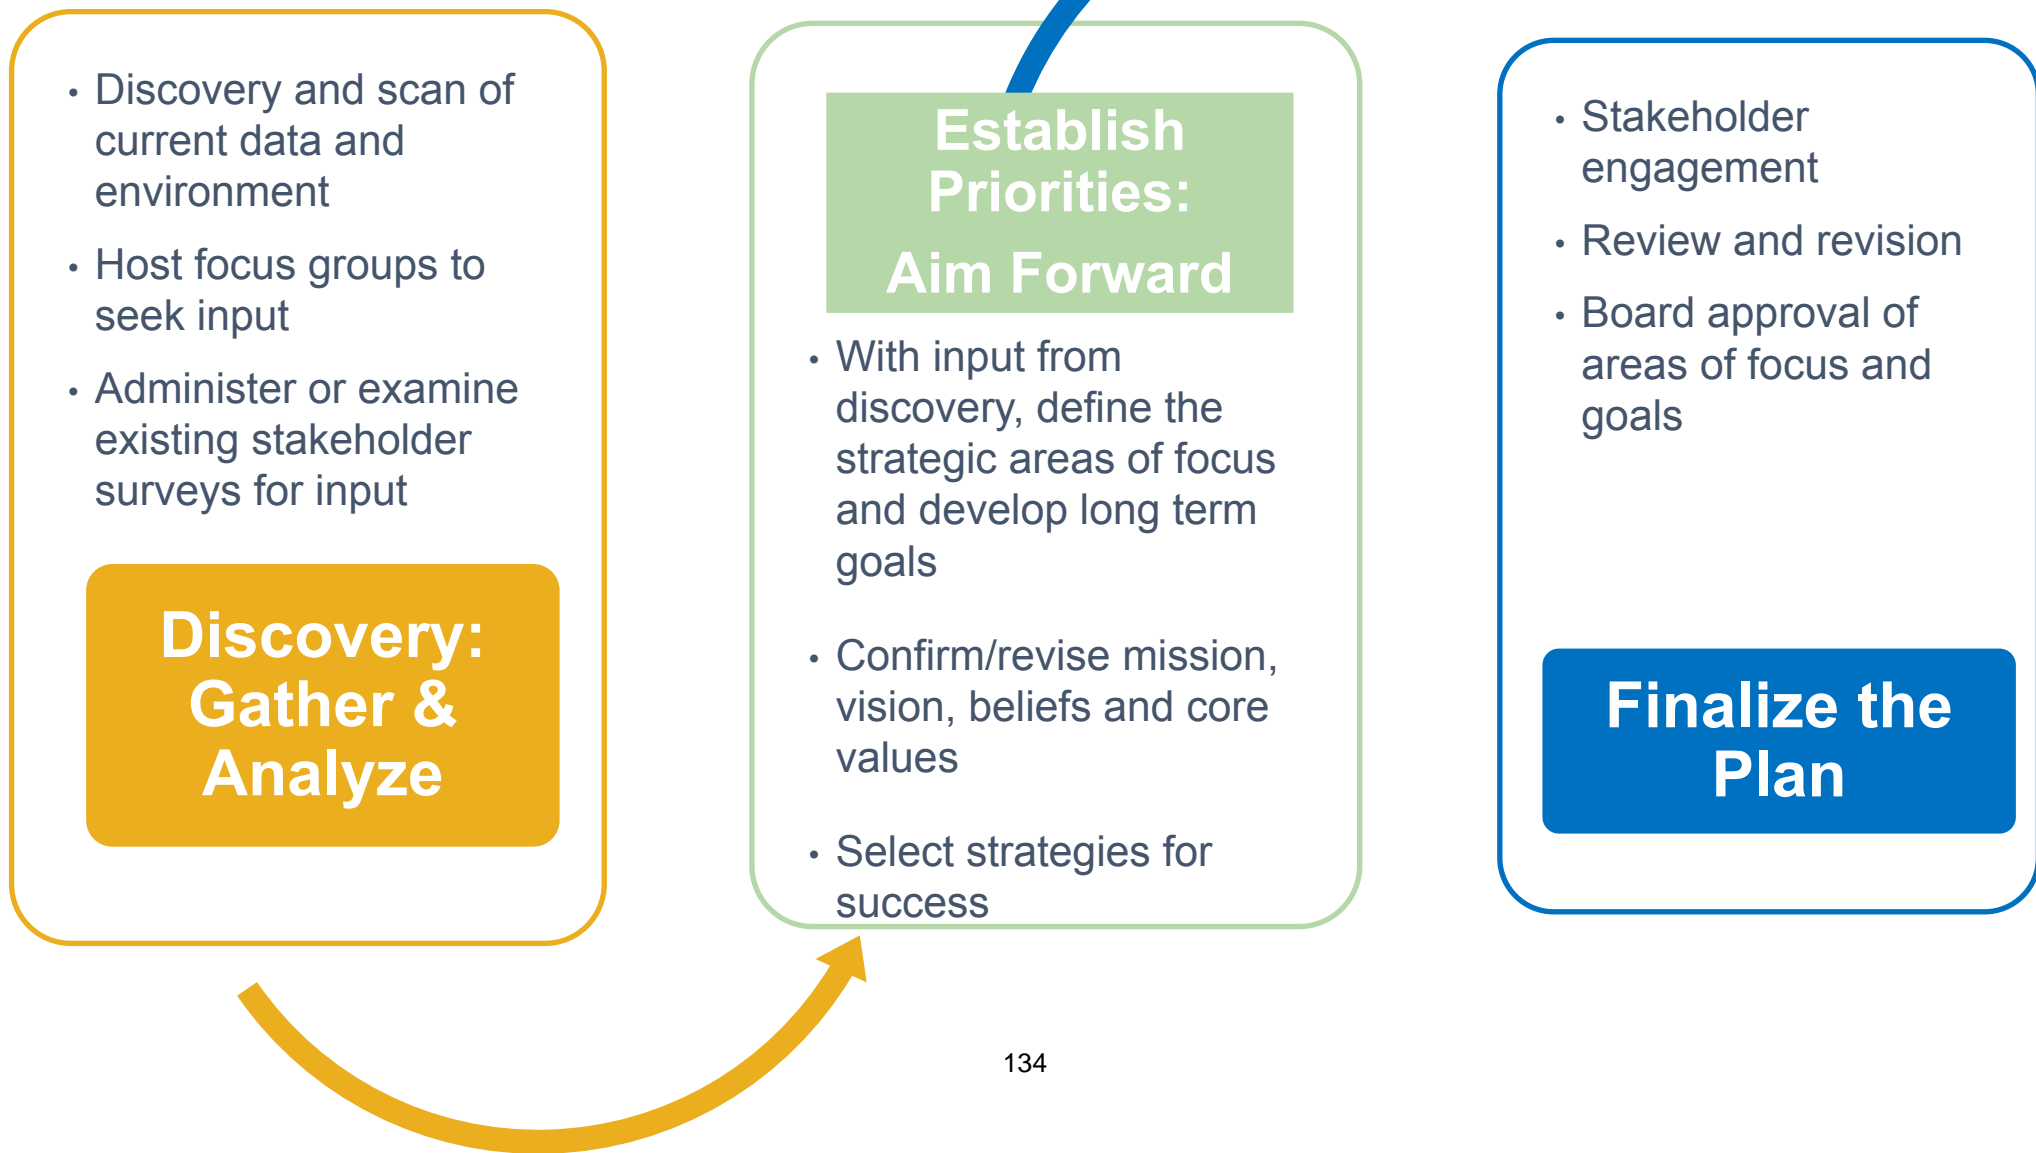 • Discovery and scan of
current data and
environment
• Host focus groups to
seek input
• Administer or examine
existing stakeholder
surveys for input
Discovery:
Gather &
Analyze
Establish
Priorities:
Aim Forward
• With input from
discovery, define the
strategic areas of focus
and develop long term
goals
• Confirm/revise mission,
vision, beliefs and core
values
• Select strategies for
success
• Stakeholder
engagement
• Review and revision
• Board approval of
areas of focus and
goals
Finalize the
Plan
134